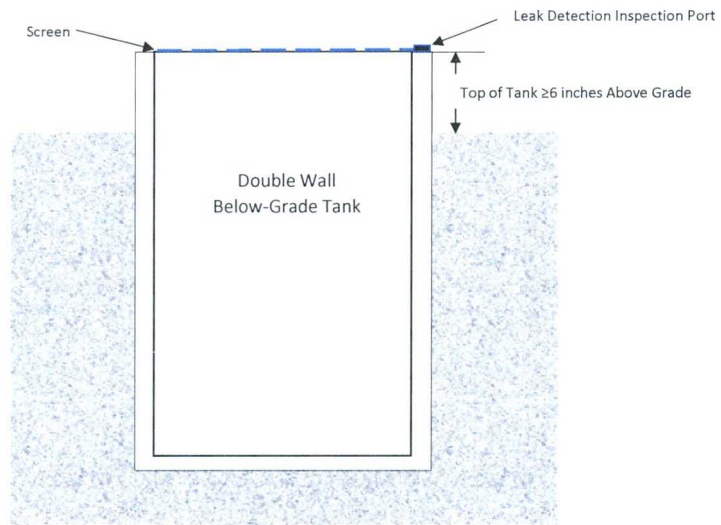 Leak Detection Inspection Port
Screen
Top of Tank ≥6 inches Above Grade
Double Wall
Below-Grade Tank